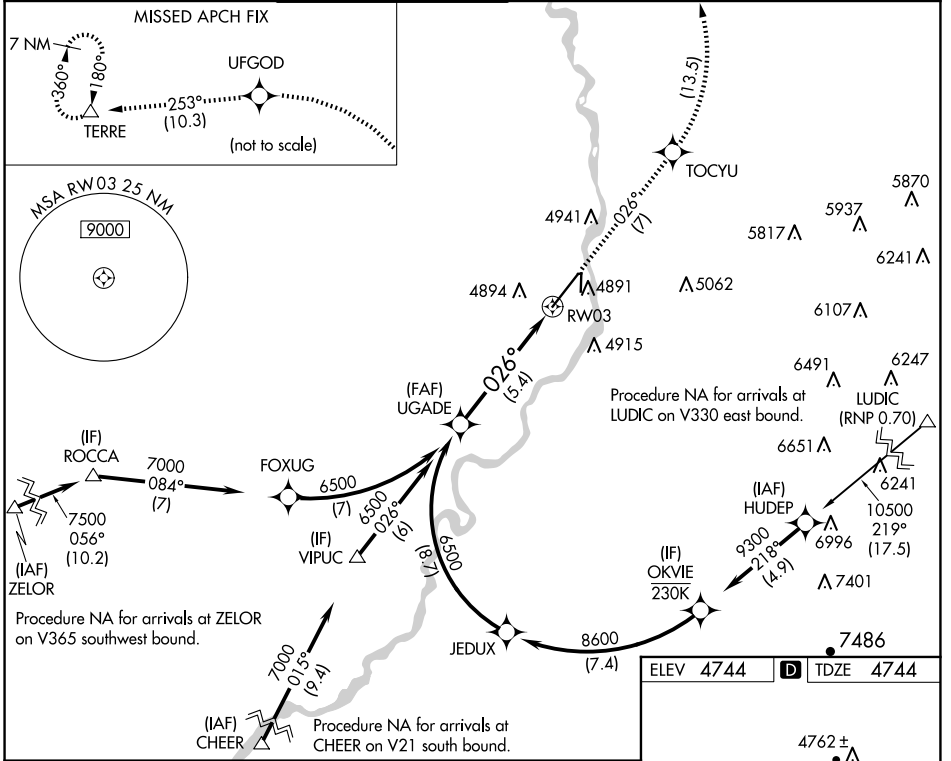 MISSED APCH FIX
7 NM
360°
180°
TERRE
UFGOD
253°
(10.3)
(not to scale)
MSA RW03 25 NM
9000
(13.5)
TOCYU
026°
(7)
4941
4894
4891
RW03
4915
5062
5817
5937
5870
6241
6107
6491
6247
6651
6241
6996
7401
7486
026°
(5.4)
(FAF)
UGADE
Procedure NA for arrivals at
LUDIC on V330 east bound.
LUDIC
(RNP 0.70)
10500
219°
(17.5)
(IAF)
HUDEP
9300
218°
(4.9)
(IF)
OKVIE
230K
8600
(7.4)
JEDUX
6500
(8.7)
(IF)
ROCCA
7000
084°
(7)
FOXUG
6500
(7)
6500
026°
(6)
(IF)
VIPUC
7500
056°
(10.2)
(IAF)
ZELOR
Procedure NA for arrivals at ZELOR
on V365 southwest bound.
7000
015°
(9.4)
(IAF)
CHEER
Procedure NA for arrivals at
CHEER on V21 south bound.
ELEV 4744 D TDZE 4744
4762 ±